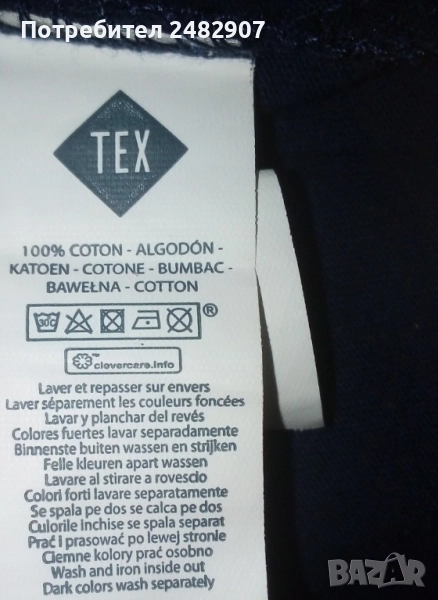 Потребител 2482907
TEX
100% COTON - ALGODÓN -
KATOEN - COTONE - BUMBAC -
BAWEŁNA - COTTON
30C
®
™
clevercare.info
Laver et repasser sur envers
Laver séparément les couleurs foncées
Lavar y planchar del revés
Colores fuertes lavar separadamente
Binnenste buiten wassen en strijken
Felle kleuren apart wassen
Lavare al stirare a rovescio
Colori forti lavare separatamente
Se spala pe dos se calca pe dos
Culorile inchise se spala separat
Prać i prasować po lewej stronie
Ciemne kolory prać osobno
Wash and iron inside out
Dark colors wash separately
BAZAR